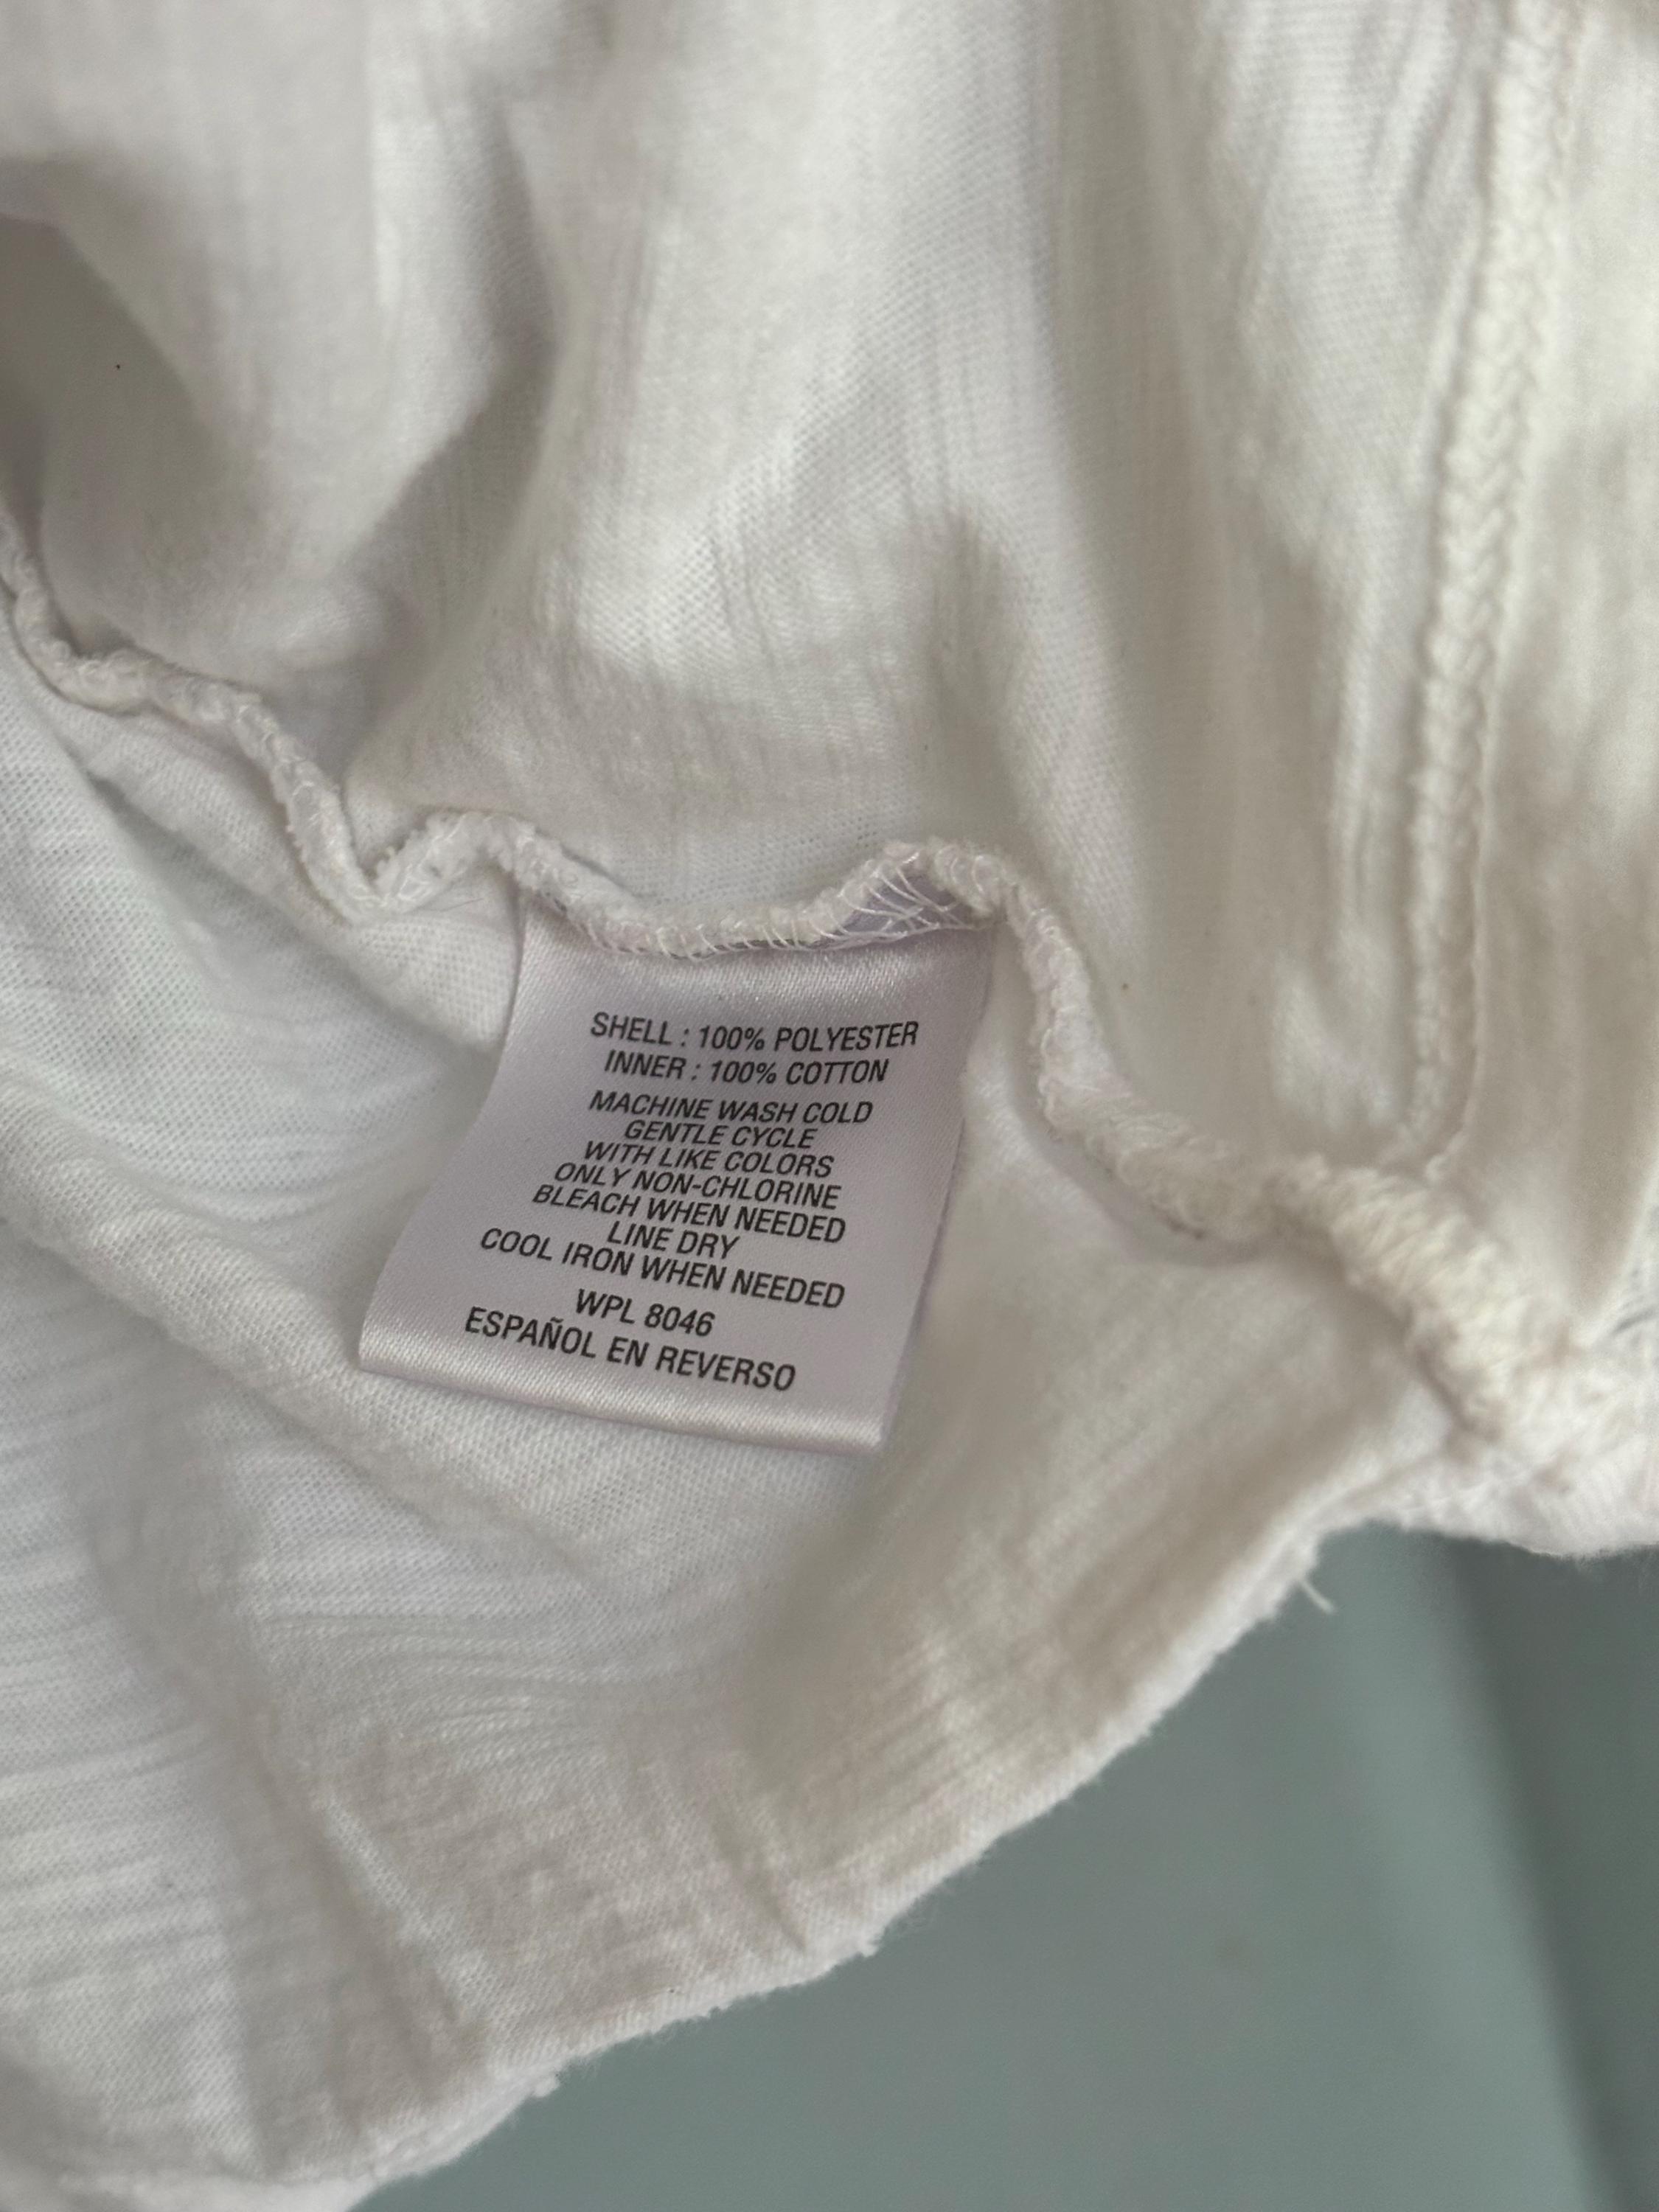 SHELL : 100% POLYESTER
INNER : 100% COTTON
MACHINE WASH COLD
GENTLE CYCLE
WITH LIKE COLORS
ONLY NON-CHLORINE
BLEACH WHEN NEEDED
LINE DRY
COOL IRON WHEN NEEDED
WPL 8046
ESPAÑOL EN REVERSO